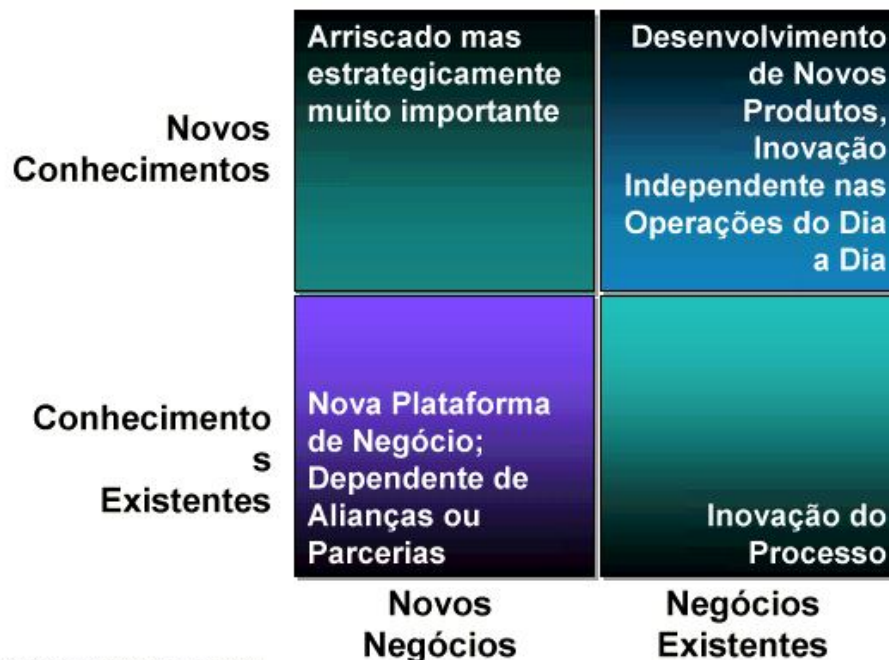 Novos
Conhecimentos
Arriscado mas
estrategicamente
muito importante
Desenvolvimento
de Novos
Produtos,
Inovação
Independente nas
Operações do Dia
a Dia
Conhecimento
s
Existentes
Nova Plataforma
de Negócio;
Dependente de
Alianças ou
Parcerias
Inovação do
Processo
Novos
Negócios
Negócios
Existentes